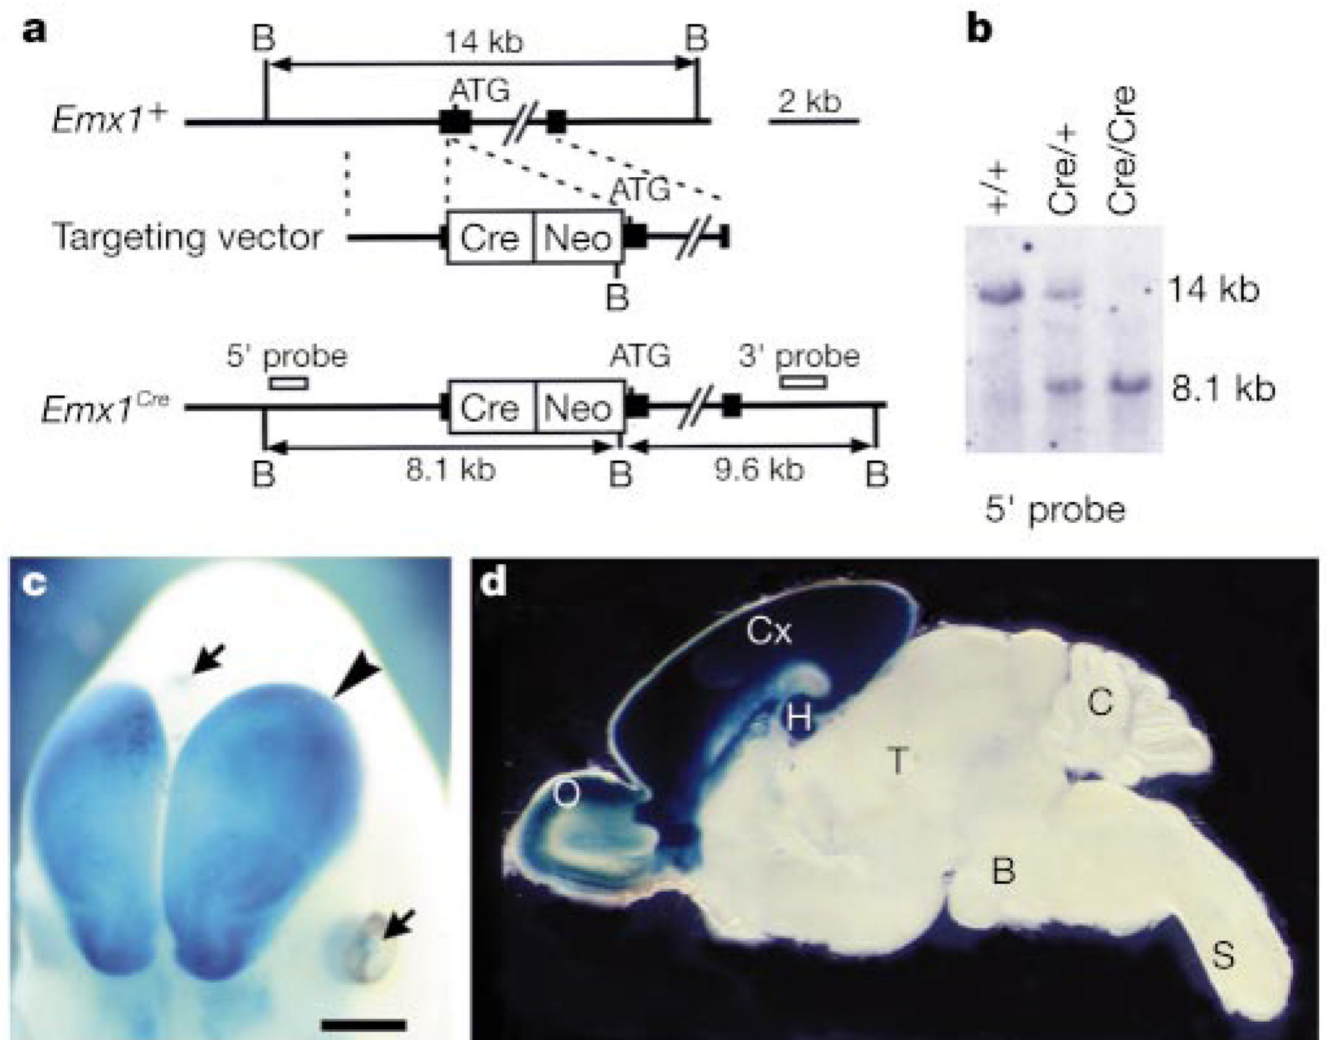 a
B 14 kb B
ATG
Emx1+ 2 kb
ATG
Targeting vector Cre Neo
B
5' probe ATG 3' probe
Emx1Cre Cre Neo
B 8.1 kb B 9.6 kb B
b
+/+ Cre/+ Cre/Cre
14 kb
8.1 kb
5' probe
c
d
Cx
H
C
T
O
B
S